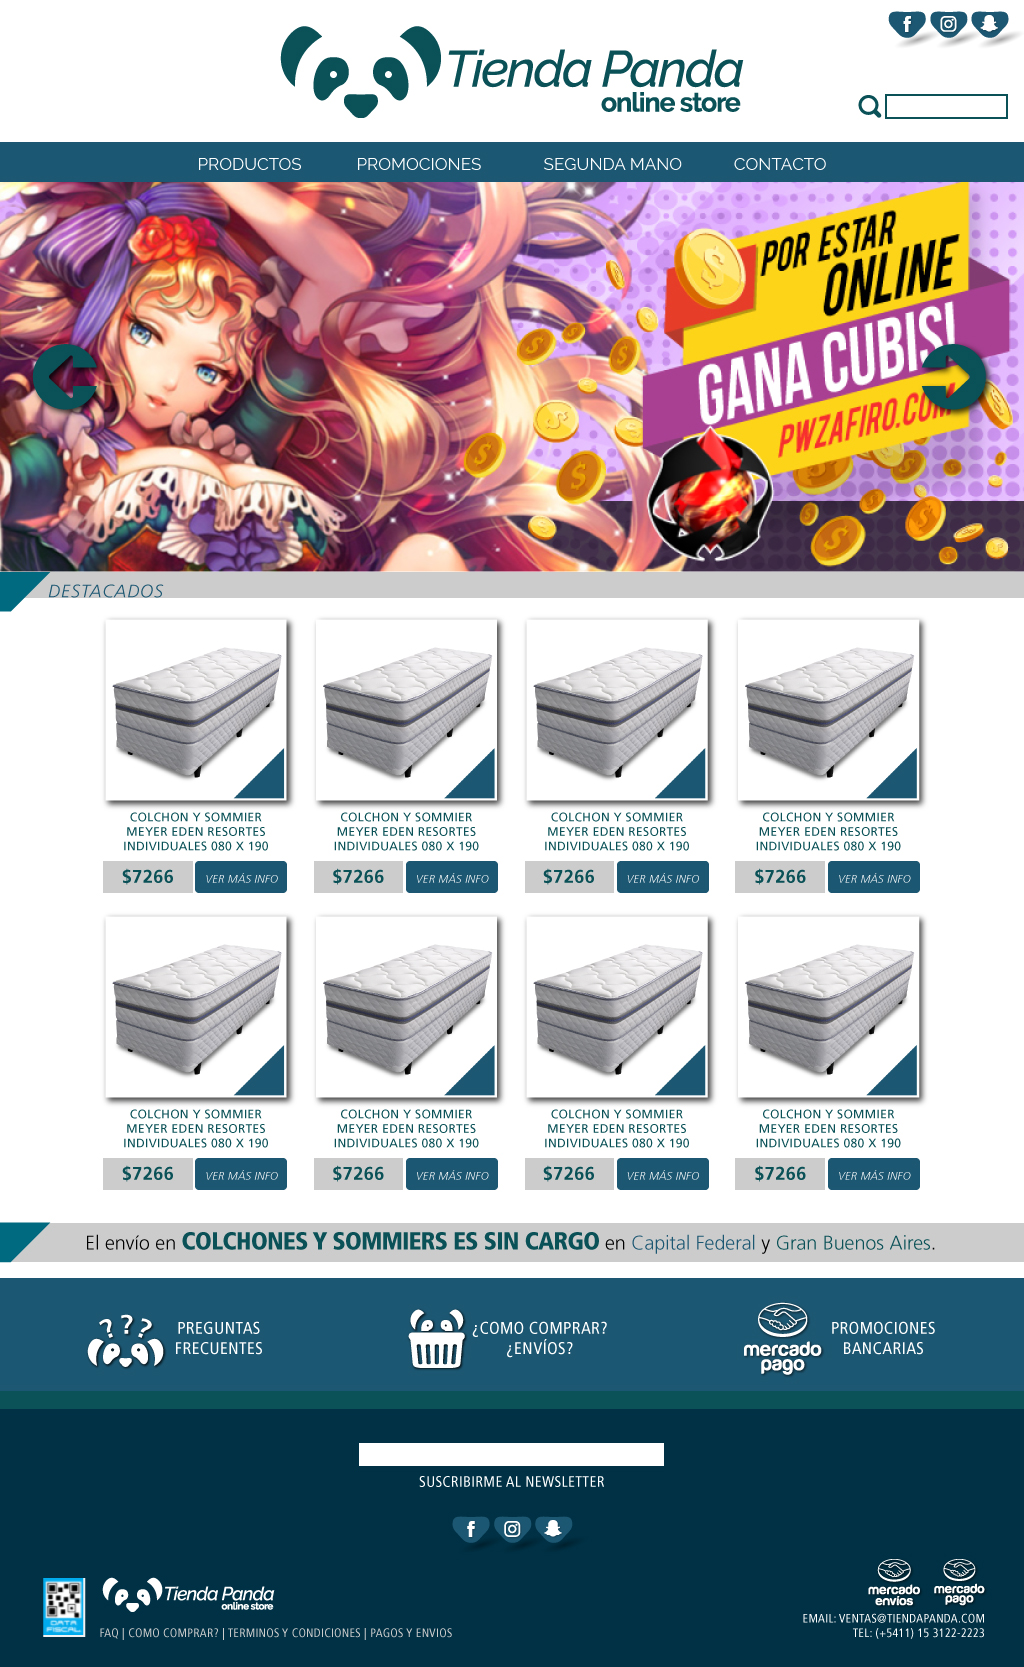 Tienda Panda
online store
PRODUCTOS PROMOCIONES SEGUNDA MANO CONTACTO
POR ESTAR
ONLINE
GANA CUBIS!
PWZAFIRO.COM
DESTACADOS
COLCHON Y SOMMIER
MEYER EDEN RESORTES
INDIVIDUALES 080 X 190
$7266 VER MÁS INFO
COLCHON Y SOMMIER
MEYER EDEN RESORTES
INDIVIDUALES 080 X 190
$7266 VER MÁS INFO
COLCHON Y SOMMIER
MEYER EDEN RESORTES
INDIVIDUALES 080 X 190
$7266 VER MÁS INFO
COLCHON Y SOMMIER
MEYER EDEN RESORTES
INDIVIDUALES 080 X 190
$7266 VER MÁS INFO
COLCHON Y SOMMIER
MEYER EDEN RESORTES
INDIVIDUALES 080 X 190
$7266 VER MÁS INFO
COLCHON Y SOMMIER
MEYER EDEN RESORTES
INDIVIDUALES 080 X 190
$7266 VER MÁS INFO
COLCHON Y SOMMIER
MEYER EDEN RESORTES
INDIVIDUALES 080 X 190
$7266 VER MÁS INFO
COLCHON Y SOMMIER
MEYER EDEN RESORTES
INDIVIDUALES 080 X 190
$7266 VER MÁS INFO
El envío en COLCHONES Y SOMMIERS ES SIN CARGO en Capital Federal y Gran Buenos Aires.
???
PREGUNTAS
FRECUENTES
¿COMO COMPRAR?
¿ENVÍOS?
mercado
pago
PROMOCIONES
BANCARIAS
SUSCRIBIRME AL NEWSLETTER
DATA
FISCAL
Tienda Panda
online store
FAQ | COMO COMPRAR? | TERMINOS Y CONDICIONES | PAGOS Y ENVIOS
mercado
envíos
mercado
pago
EMAIL: VENTAS@TIENDAPANDA.COM
TEL: (+5411) 15 3122-2223